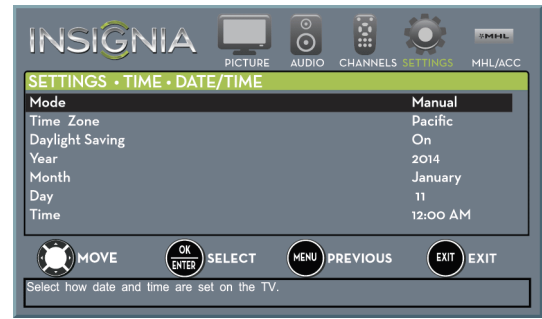 INSIGNIA
PICTURE AUDIO CHANNELS SETTINGS MHL MHL/ACC
SETTINGS • TIME • DATE/TIME
Mode Manual
Time Zone Pacific
Daylight Saving On
Year 2014
Month January
Day 11
Time 12:00 AM
MOVE OK ENTER SELECT MENU PREVIOUS EXIT EXIT
Select how date and time are set on the TV.